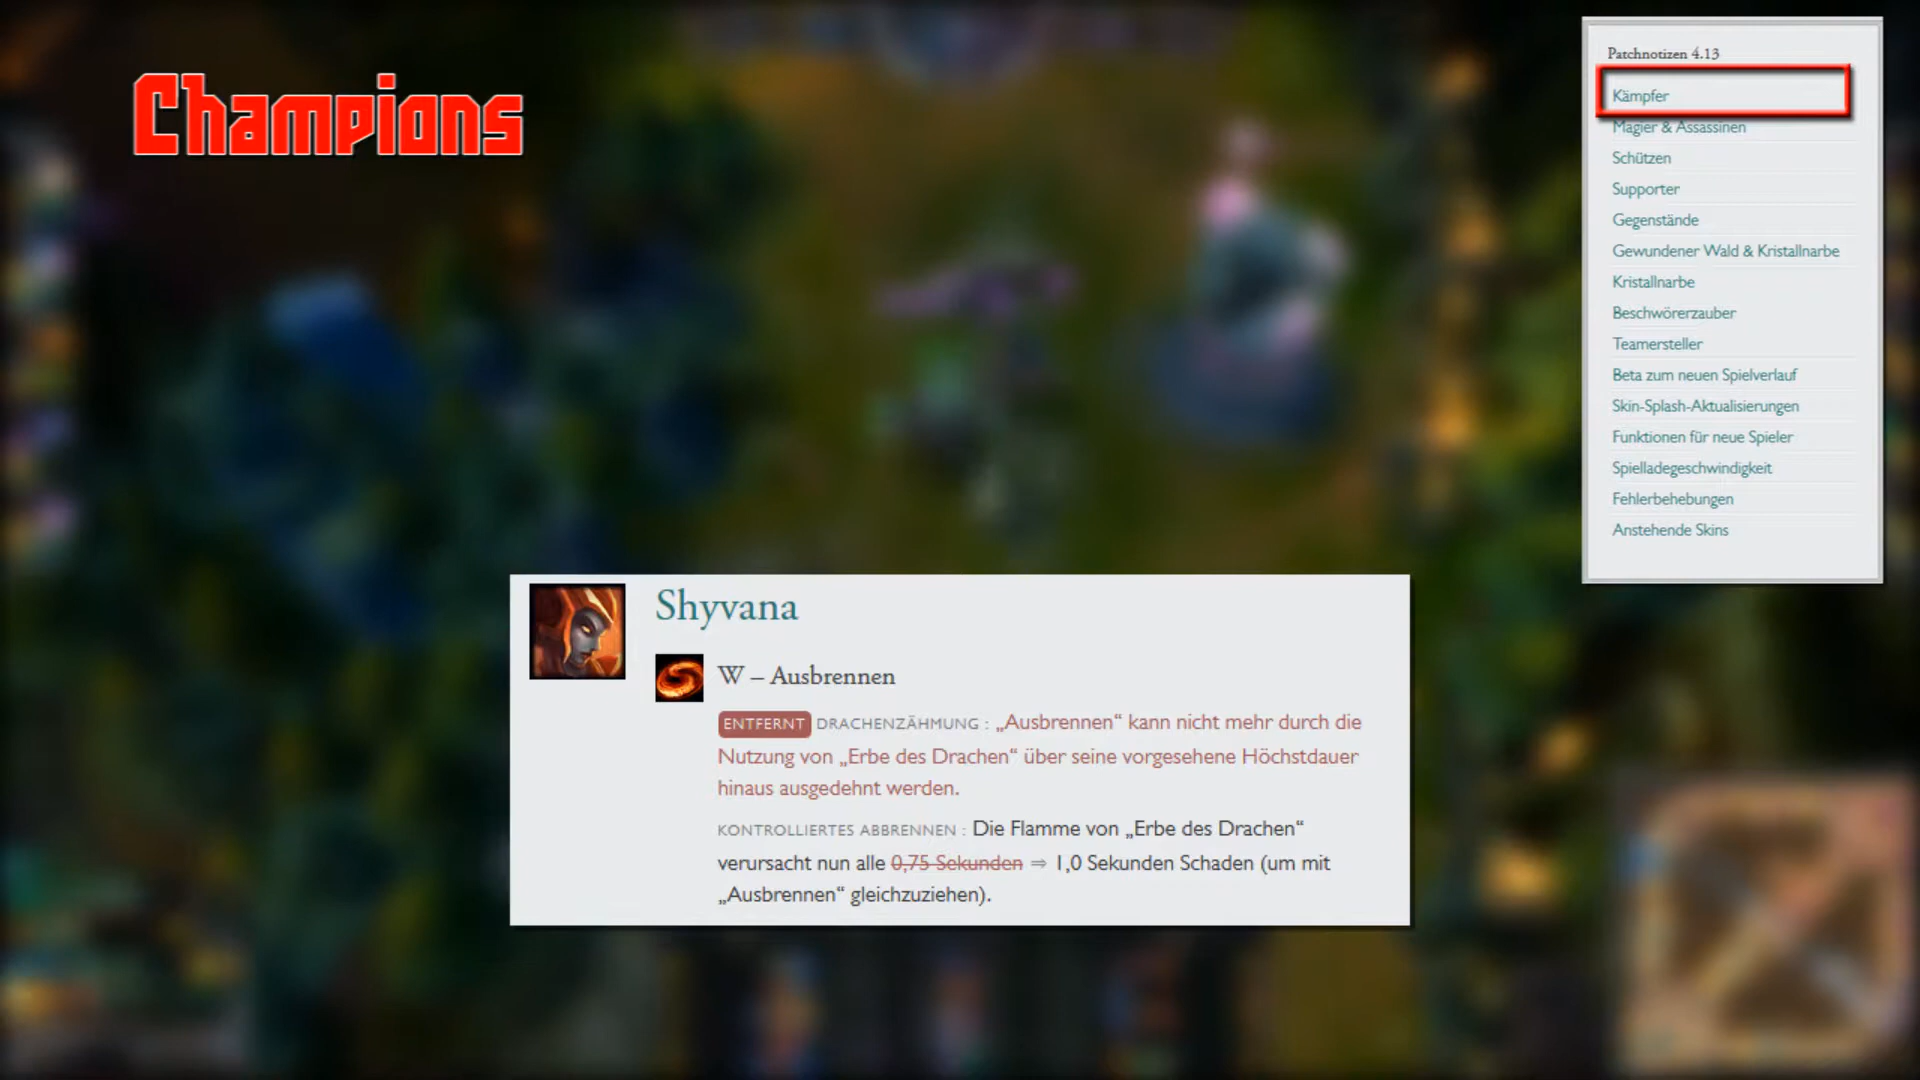 Champions
Patchnotizen 4.13
Kämpfer
Magier & Assassinen
Schützen
Supporter
Gegenstände
Gewundener Wald & Kristallnarbe
Kristallnarbe
Beschwörerzauber
Teamersteller
Beta zum neuen Spielverlauf
Skin-Splash-Aktualisierungen
Funktionen für neue Spieler
Spielladegeschwindigkeit
Fehlerbehebungen
Anstehende Skins
Shyvana
W – Ausbrennen
ENTFERNT DRACHENZÄHMUNG : „Ausbrennen“ kann nicht mehr durch die
Nutzung von „Erbe des Drachen“ über seine vorgesehene Höchstdauer
hinaus ausgedehnt werden.
KONTROLLIERTES ABBRENNEN : Die Flamme von „Erbe des Drachen“
verursacht nun alle 0,75 Sekunden ⇒ 1,0 Sekunden Schaden (um mit
„Ausbrennen“ gleichzuziehen).